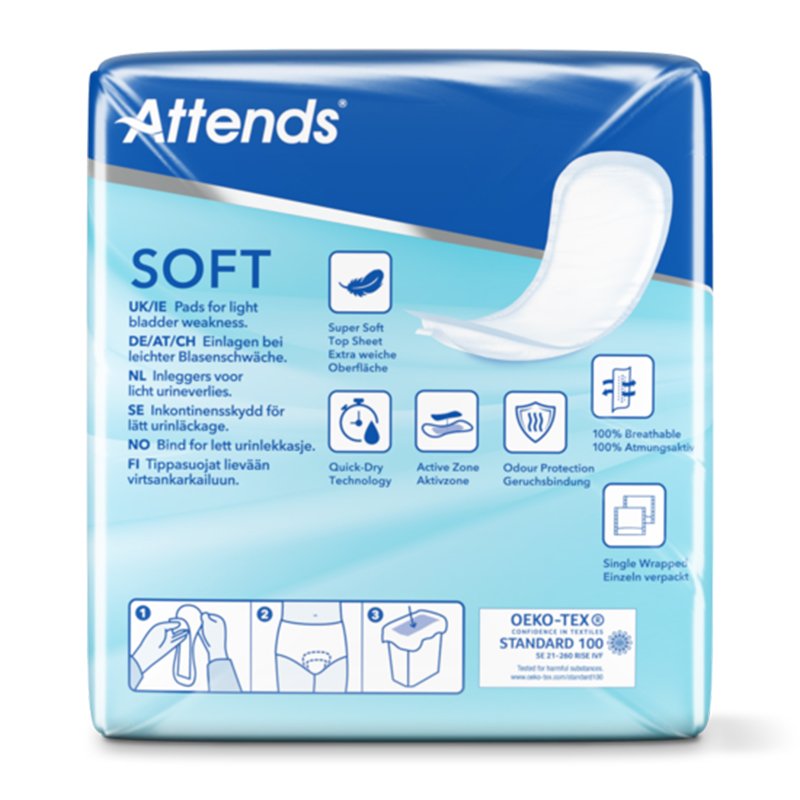 Attends®
SOFT
UK/IE Pads for light
bladder weakness.
DE/AT/CH Einlagen bei
leichter Blasenschwäche.
NL Inleggers voor
licht urineverlies.
SE Inkontinensskydd för
lätt urinläckage.
NO Bind for lett urinlekkasje.
FI Tippasuojat lievään
virtsankarkailuun.
Super Soft
Top Sheet
Extra weiche
Oberfläche
Quick-Dry
Technology
Active Zone
Aktivzone
Odour Protection
Geruchsbindung
100% Breathable
100% Atmungsaktiv
Single Wrapped
Einzeln verpackt
1
2
3
OEKO-TEX®
CONFIDENCE IN TEXTILES
STANDARD 100
SE 21-260 RISE IVF
Tested for harmful substances.
www.oeko-tex.com/standard100